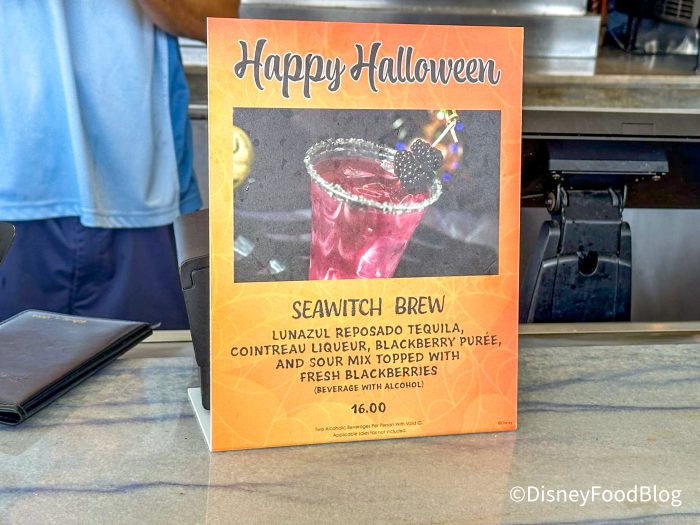 Happy Halloween
SEAWITCH BREW
LUNAZUL REPOSADO TEQUILA,
COINTREAU LIQUEUR, BLACKBERRY PURÉE,
AND SOUR MIX TOPPED WITH
FRESH BLACKBERRIES
(BEVERAGE WITH ALCOHOL)
16.00
Two Alcoholic Beverages Per Person With Valid ID.
Applicable sales tax not included.
©Disney
©DisneyFoodBlog